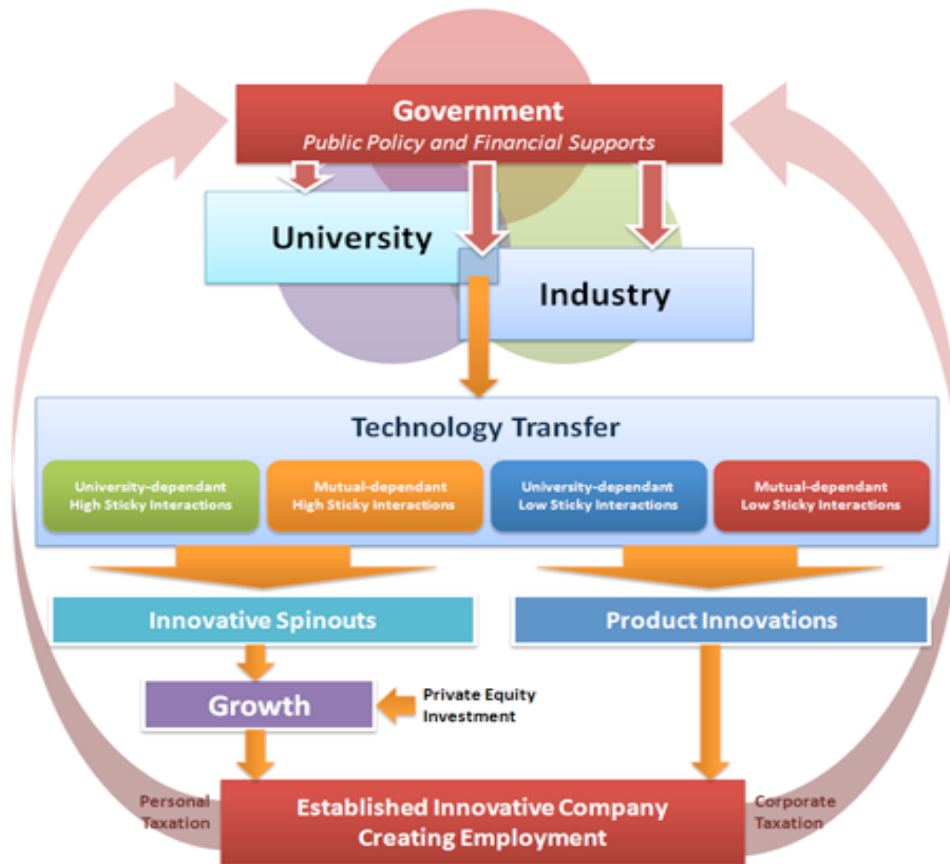 Government
Public Policy and Financial Supports
University
Industry
Technology Transfer
University-dependant
High Sticky Interactions
Mutual-dependant
High Sticky Interactions
University-dependant
Low Sticky Interactions
Mutual-dependant
Low Sticky Interactions
Innovative Spinouts
Product Innovations
Growth
Private Equity
Investment
Personal
Taxation
Established Innovative Company
Creating Employment
Corporate
Taxation